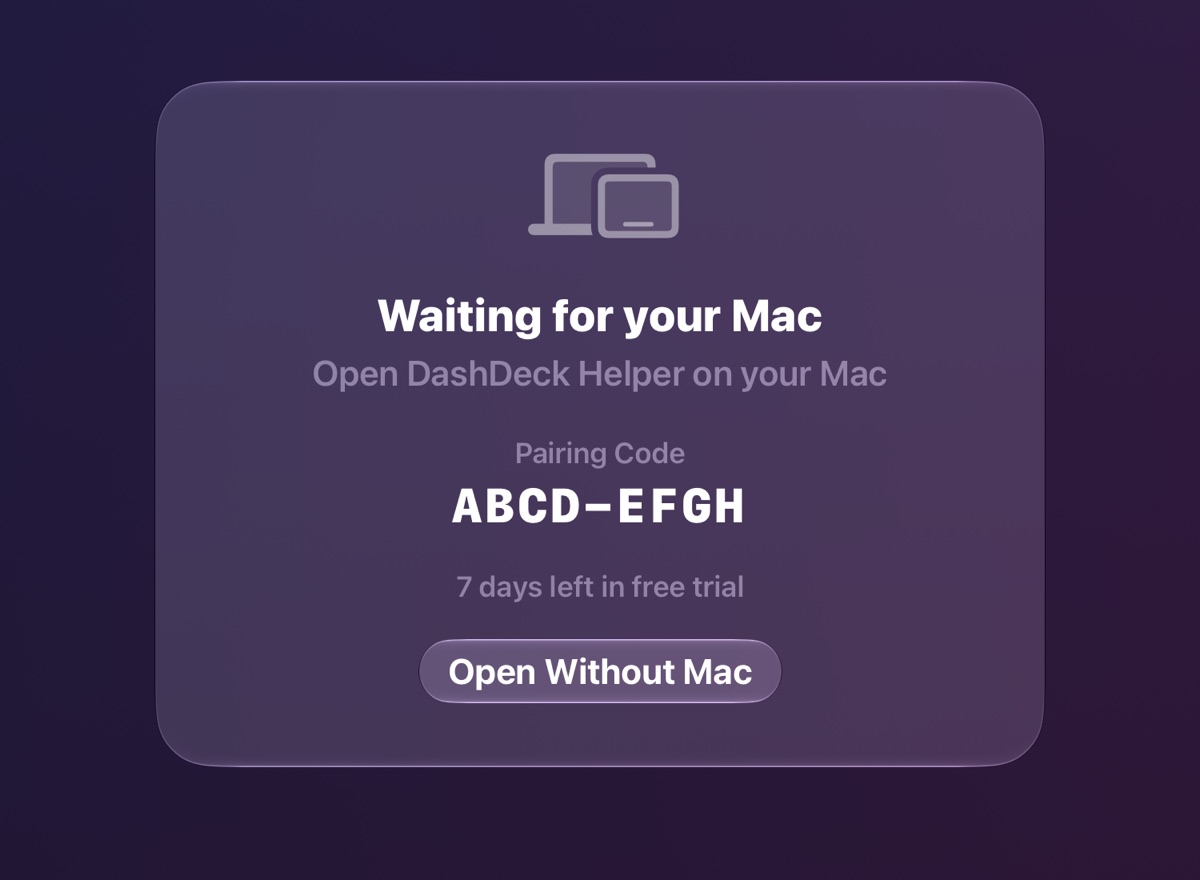 Waiting for your Mac
Open DashDeck Helper on your Mac
Pairing Code
ABCD-EFGH
7 days left in free trial
Open Without Mac